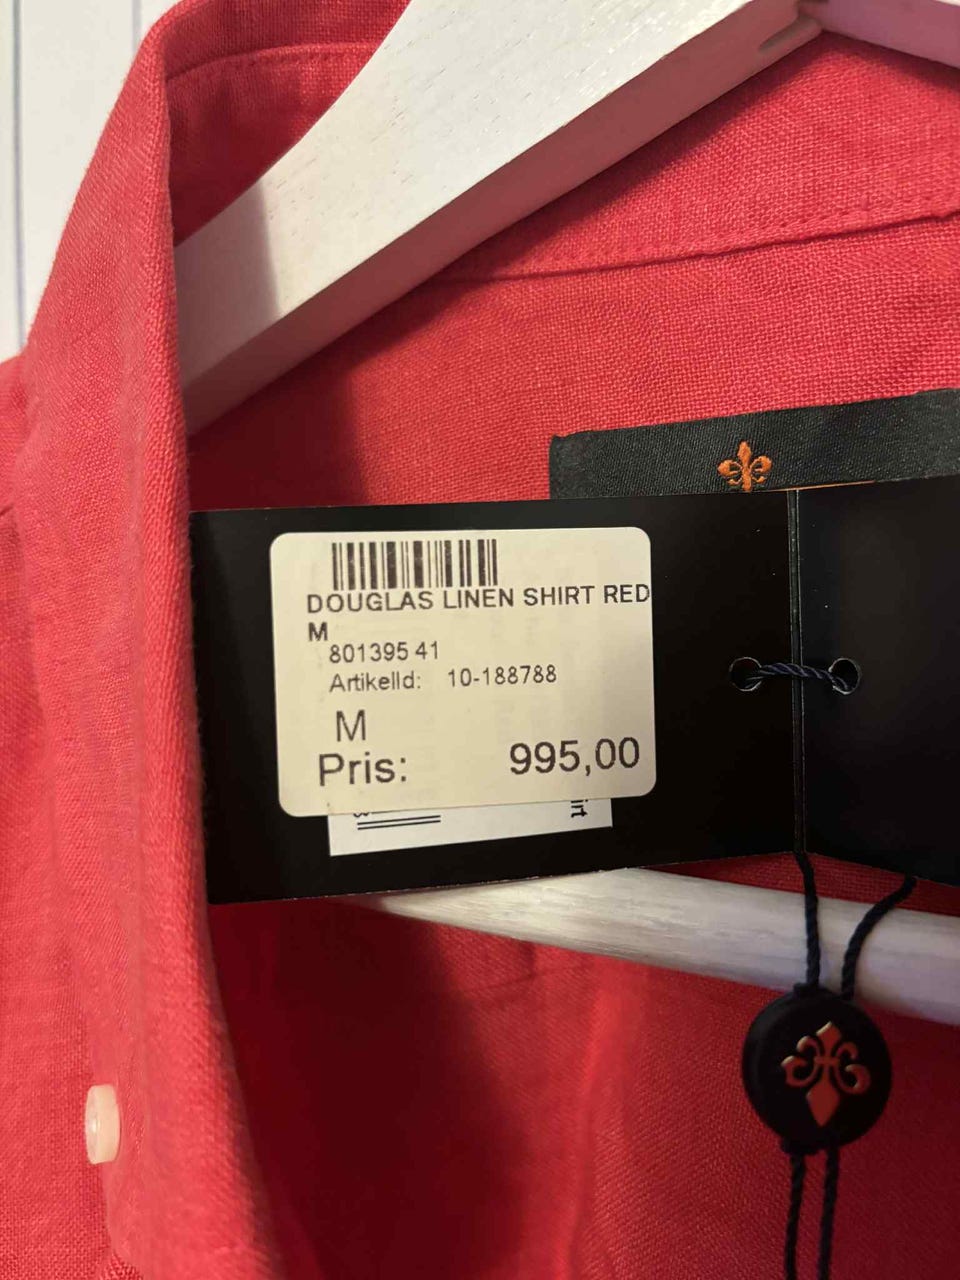 DOUGLAS LINEN SHIRT RED
M
801395 41
ArtikelId: 10-188788
M
Pris: 995,00